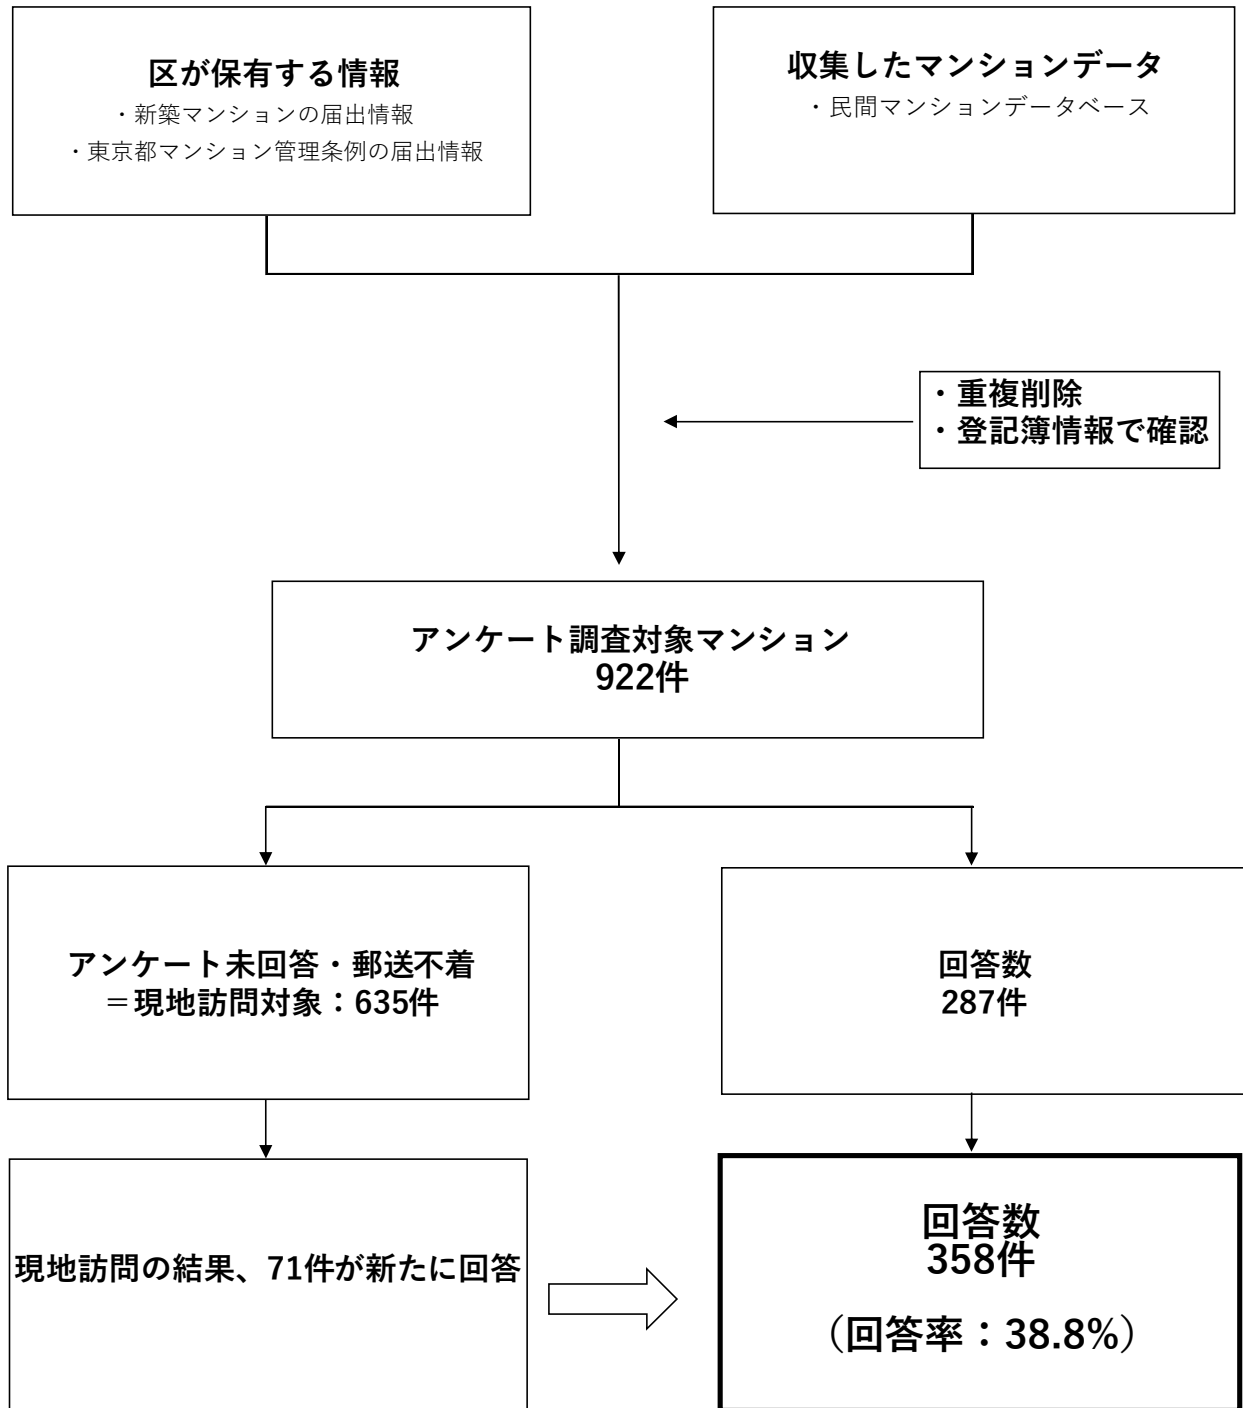 区が保有する情報
・新築マンションの届出情報
・東京都マンション管理条例の届出情報
収集したマンションデータ
・民間マンションデータベース
・重複削除
・登記簿情報で確認
アンケート調査対象マンション
922件
アンケート未回答・郵送不着
＝現地訪問対象：635件
回答数
287件
現地訪問の結果、71件が新たに回答
回答数
358件
（回答率：38.8%）